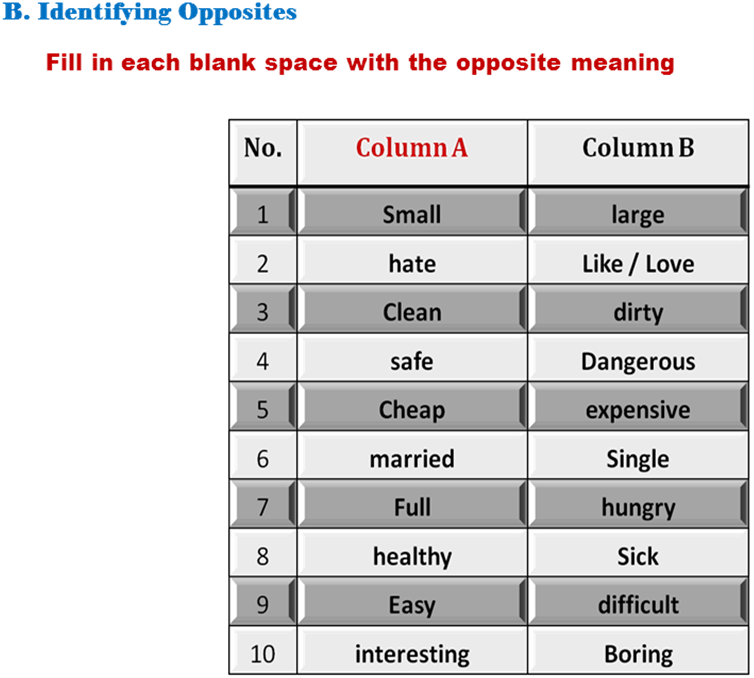 B. Identifying Opposites
Fill in each blank space with the opposite meaning
No. Column A Column B
1 Small large
2 hate Like / Love
3 Clean dirty
4 safe Dangerous
5 Cheap expensive
6 married Single
7 Full hungry
8 healthy Sick
9 Easy difficult
10 interesting Boring